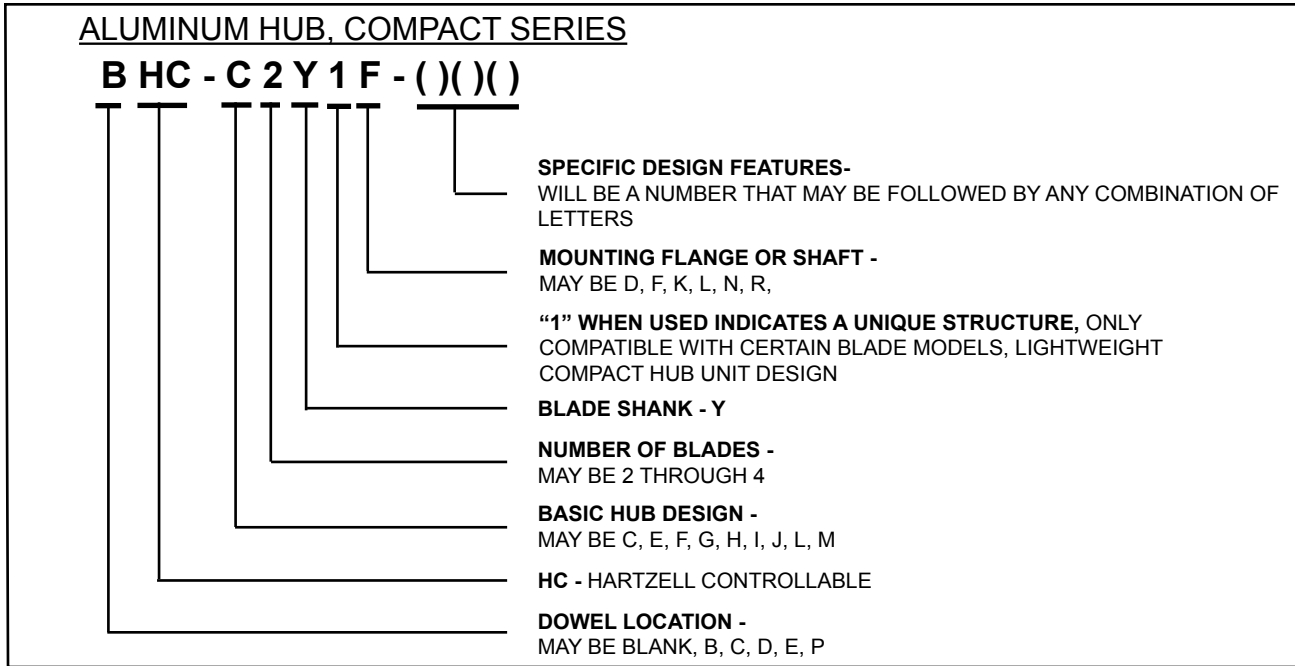 ALUMINUM HUB, COMPACT SERIES
B HC - C 2 Y 1 F - ( )( )( )
SPECIFIC DESIGN FEATURES-
WILL BE A NUMBER THAT MAY BE FOLLOWED BY ANY COMBINATION OF
LETTERS
MOUNTING FLANGE OR SHAFT -
MAY BE D, F, K, L, N, R,
“1” WHEN USED INDICATES A UNIQUE STRUCTURE, ONLY
COMPATIBLE WITH CERTAIN BLADE MODELS, LIGHTWEIGHT
COMPACT HUB UNIT DESIGN
BLADE SHANK - Y
NUMBER OF BLADES -
MAY BE 2 THROUGH 4
BASIC HUB DESIGN -
MAY BE C, E, F, G, H, I, J, L, M
HC - HARTZELL CONTROLLABLE
DOWEL LOCATION -
MAY BE BLANK, B, C, D, E, P